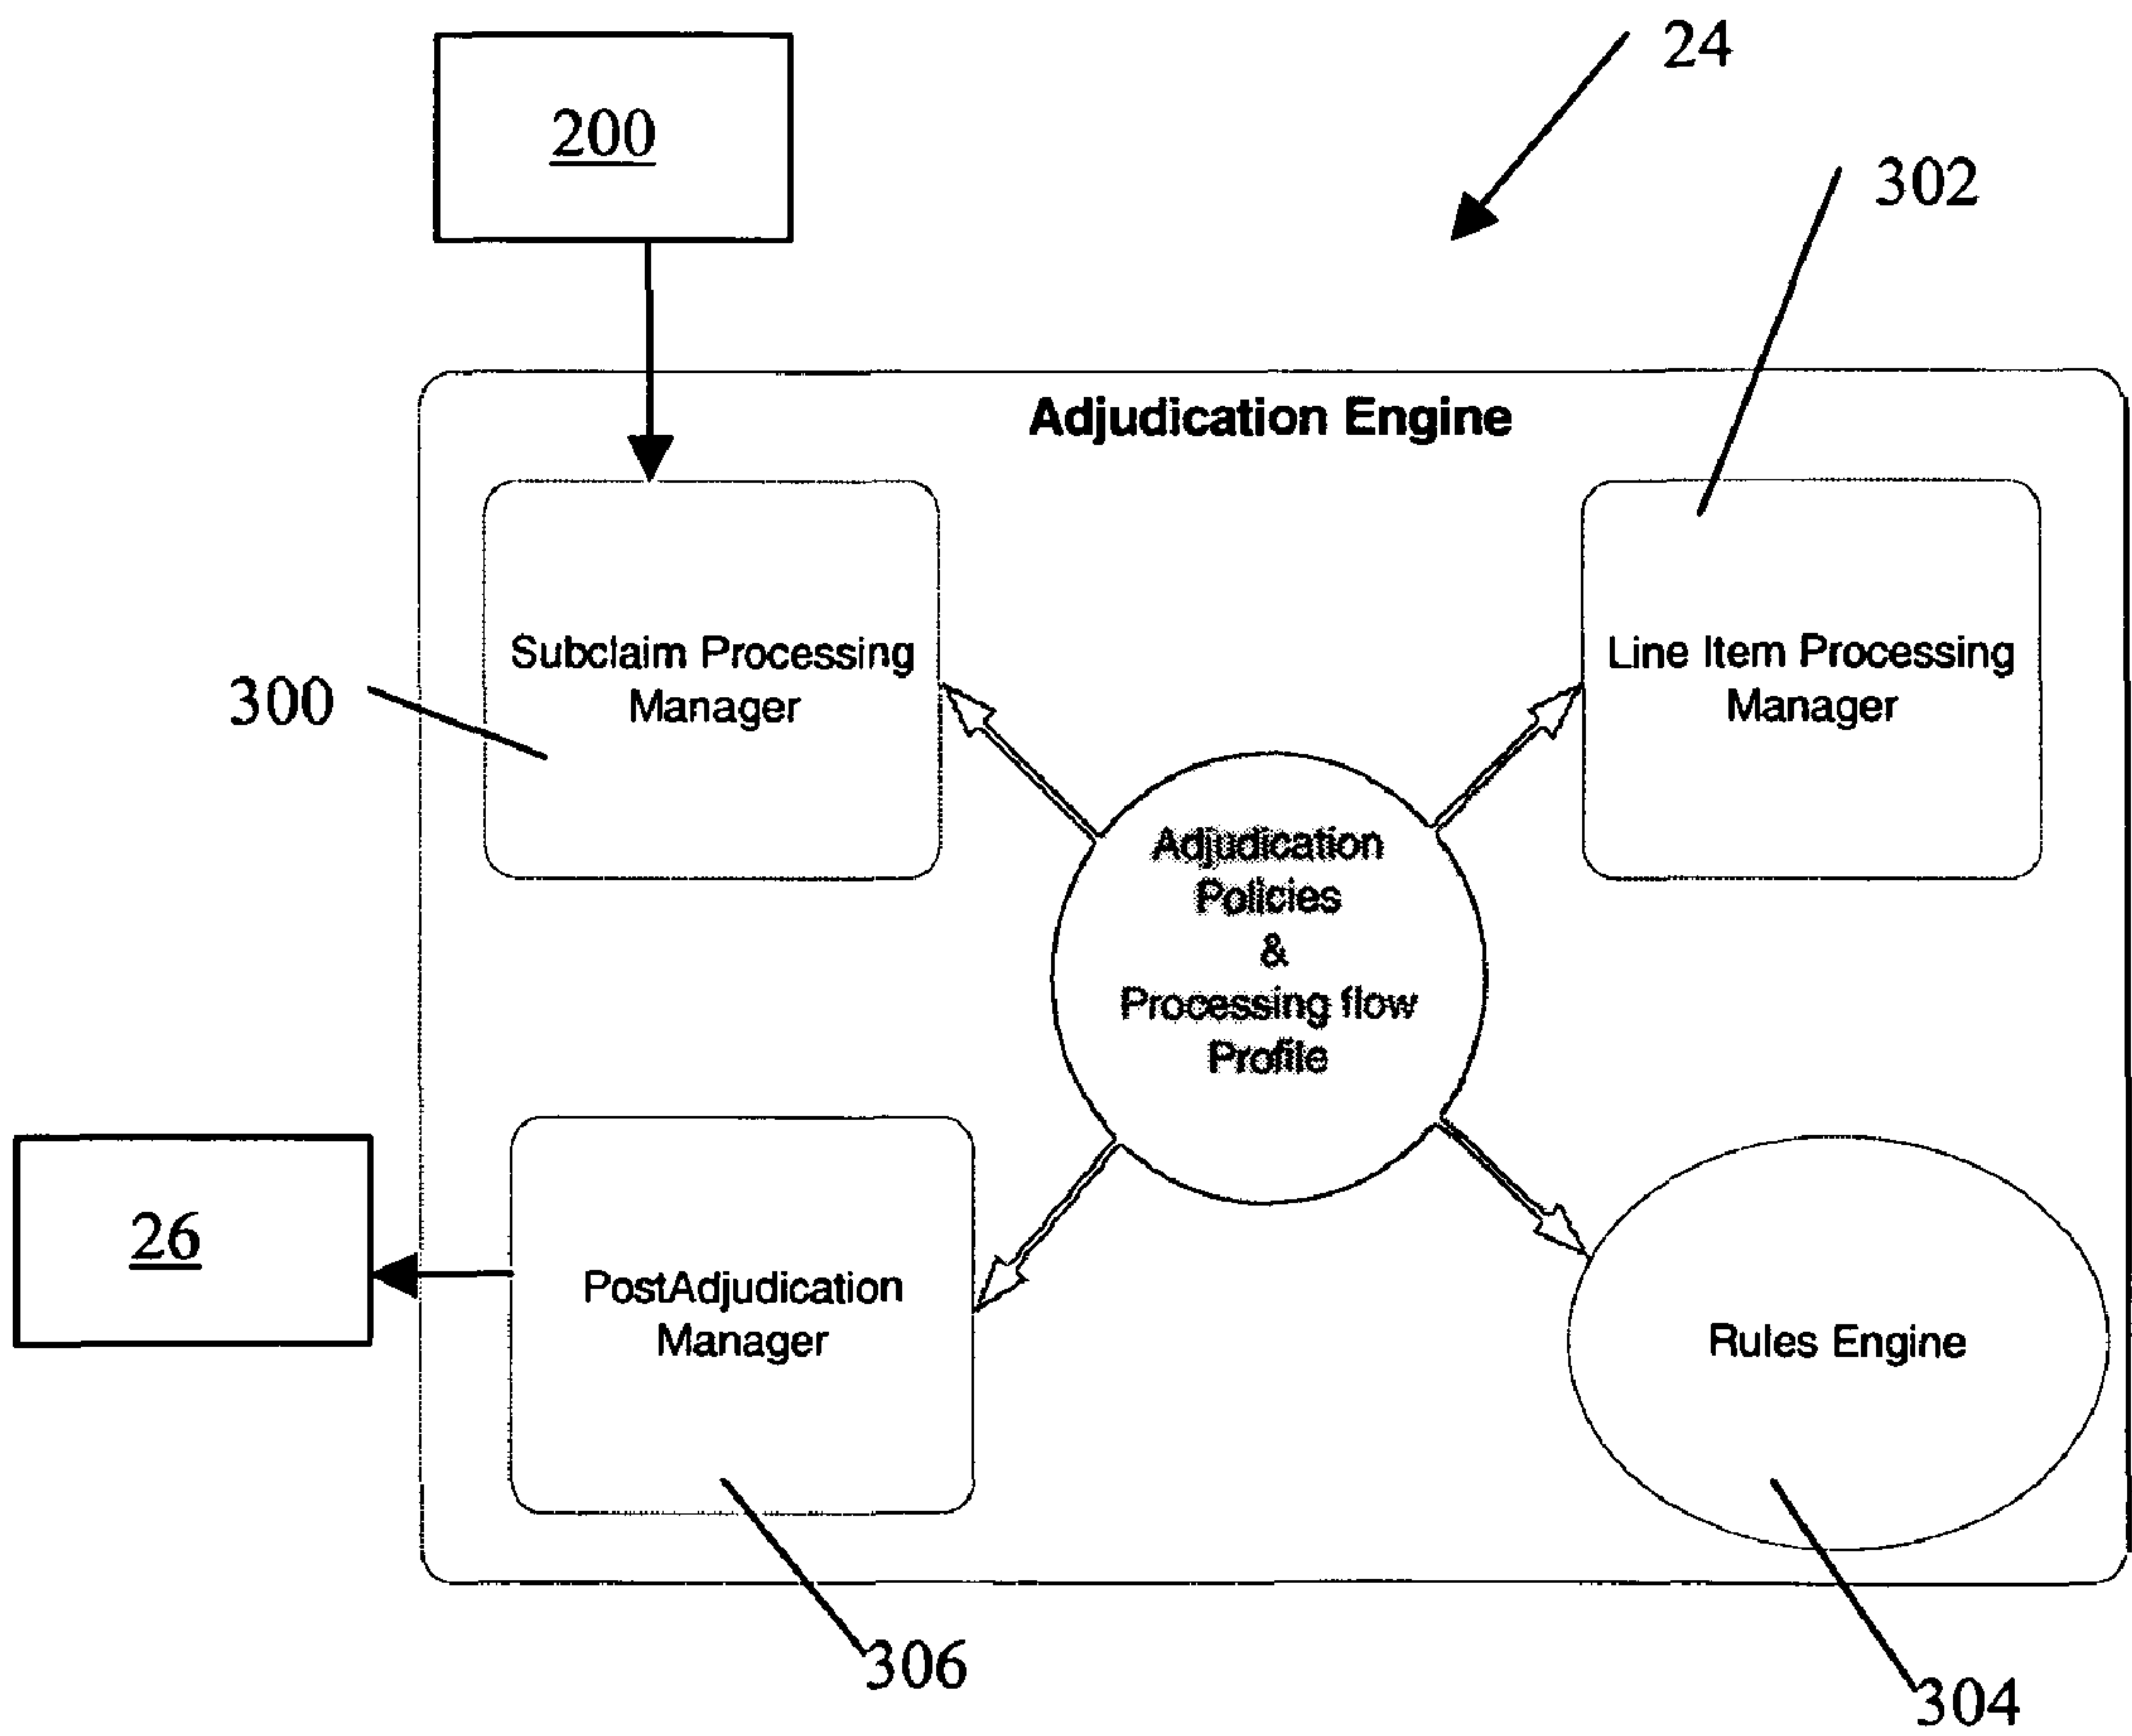 24
200
302
Adjudication Engine
Subclaim Processing
Manager
Line Item Processing
Manager
300
Adjudication
Policies
&
Processing flow
Profile
26
PostAdjudication
Manager
Rules Engine
306
304